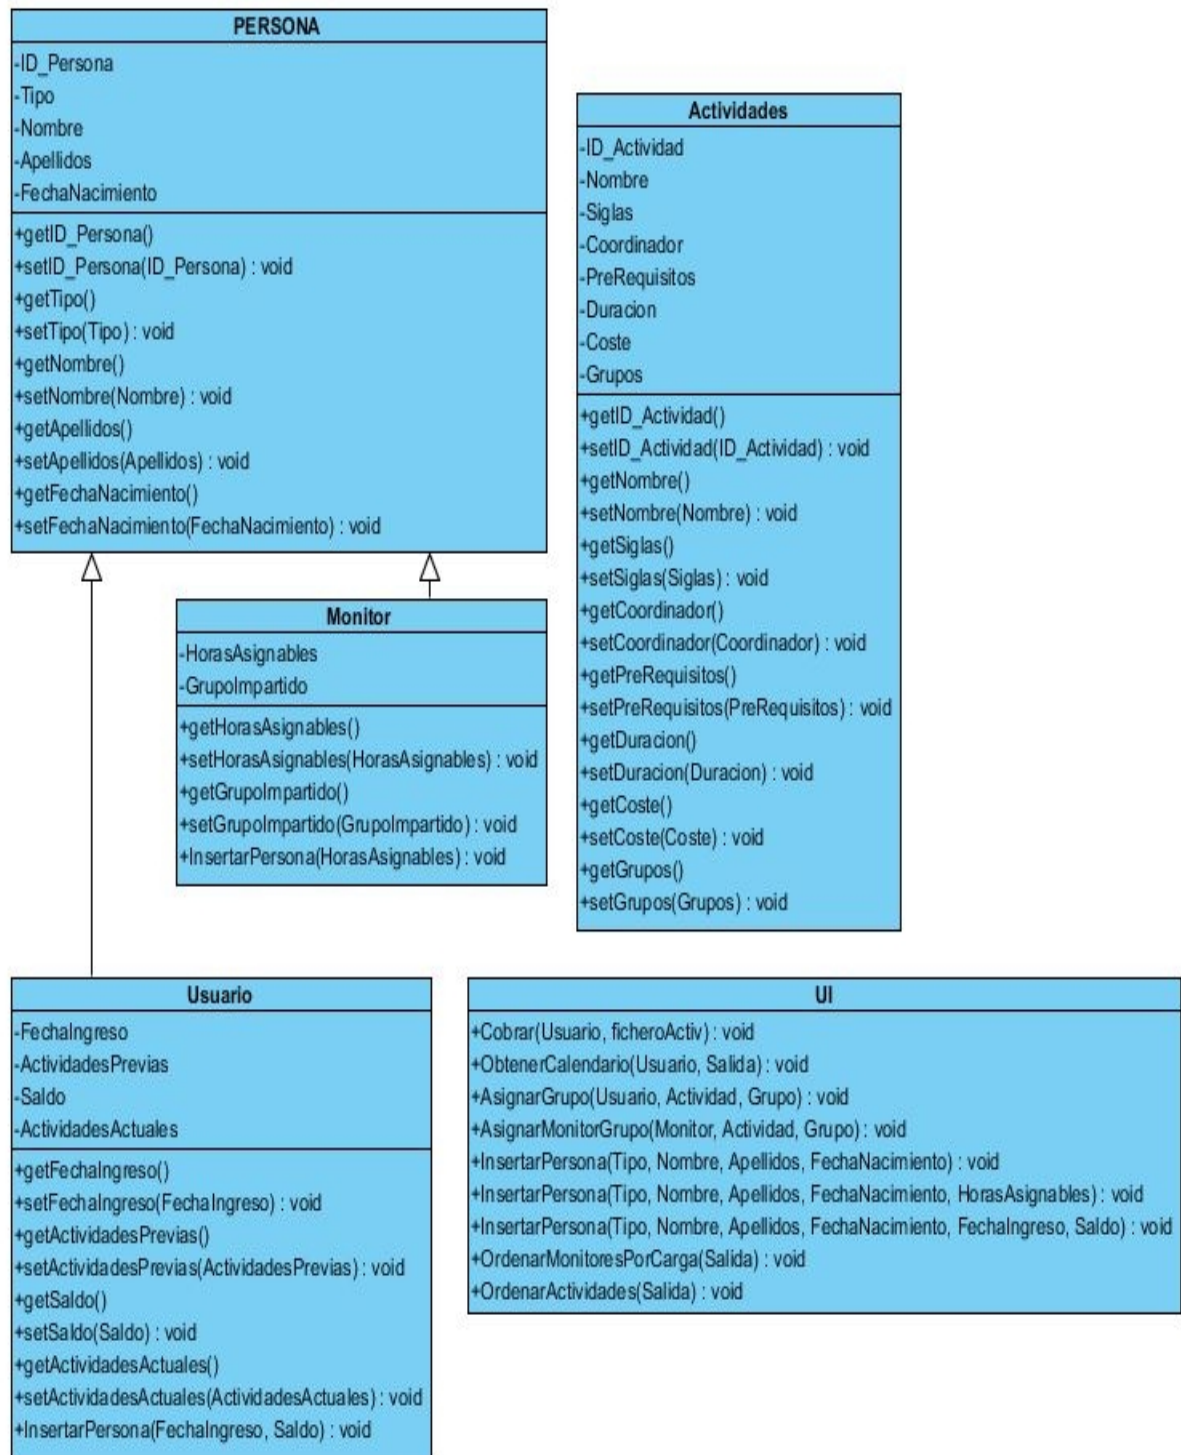 PERSONA
-ID_Persona
-Tipo
-Nombre
-Apellidos
-FechaNacimiento
+getID_Persona()
+setID_Persona(ID_Persona) : void
+getTipo()
+setTipo(Tipo) : void
+getNombre()
+setNombre(Nombre) : void
+getApellidos()
+setApellidos(Apellidos) : void
+getFechaNacimiento()
+setFechaNacimiento(FechaNacimiento) : void
Actividades
-ID_Actividad
-Nombre
-Siglas
-Coordinador
-PreRequisitos
-Duracion
-Coste
-Grupos
+getID_Actividad()
+setID_Actividad(ID_Actividad) : void
+getNombre()
+setNombre(Nombre) : void
+getSiglas()
+setSiglas(Siglas) : void
+getCoordinador()
+setCoordinador(Coordinador) : void
+getPreRequisitos()
+setPreRequisitos(PreRequisitos) : void
+getDuracion()
+setDuracion(Duracion) : void
+getCoste()
+setCoste(Coste) : void
+getGrupos()
+setGrupos(Grupos) : void
Monitor
-HorasAsignables
-GrupoImpartido
+getHorasAsignables()
+setHorasAsignables(HorasAsignables) : void
+getGrupoImpartido()
+setGrupoImpartido(GrupoImpartido) : void
+InsertarPersona(HorasAsignables) : void
Usuario
-FechaIngreso
-ActividadesPrevias
-Saldo
-ActividadesActuales
+getFechaIngreso()
+setFechaIngreso(FechaIngreso) : void
+getActividadesPrevias()
+setActividadesPrevias(ActividadesPrevias) : void
+getSaldo()
+setSaldo(Saldo) : void
+getActividadesActuales()
+setActividadesActuales(ActividadesActuales) : void
+InsertarPersona(FechaIngreso, Saldo) : void
UI
+Cobrar(Usuario, ficheroActiv) : void
+ObtenerCalendario(Usuario, Salida) : void
+AsignarGrupo(Usuario, Actividad, Grupo) : void
+AsignarMonitorGrupo(Monitor, Actividad, Grupo) : void
+InsertarPersona(Tipo, Nombre, Apellidos, FechaNacimiento) : void
+InsertarPersona(Tipo, Nombre, Apellidos, FechaNacimiento, HorasAsignables) : void
+InsertarPersona(Tipo, Nombre, Apellidos, FechaNacimiento, FechaIngreso, Saldo) : void
+OrdenarMonitoresPorCarga(Salida) : void
+OrdenarActividades(Salida) : void